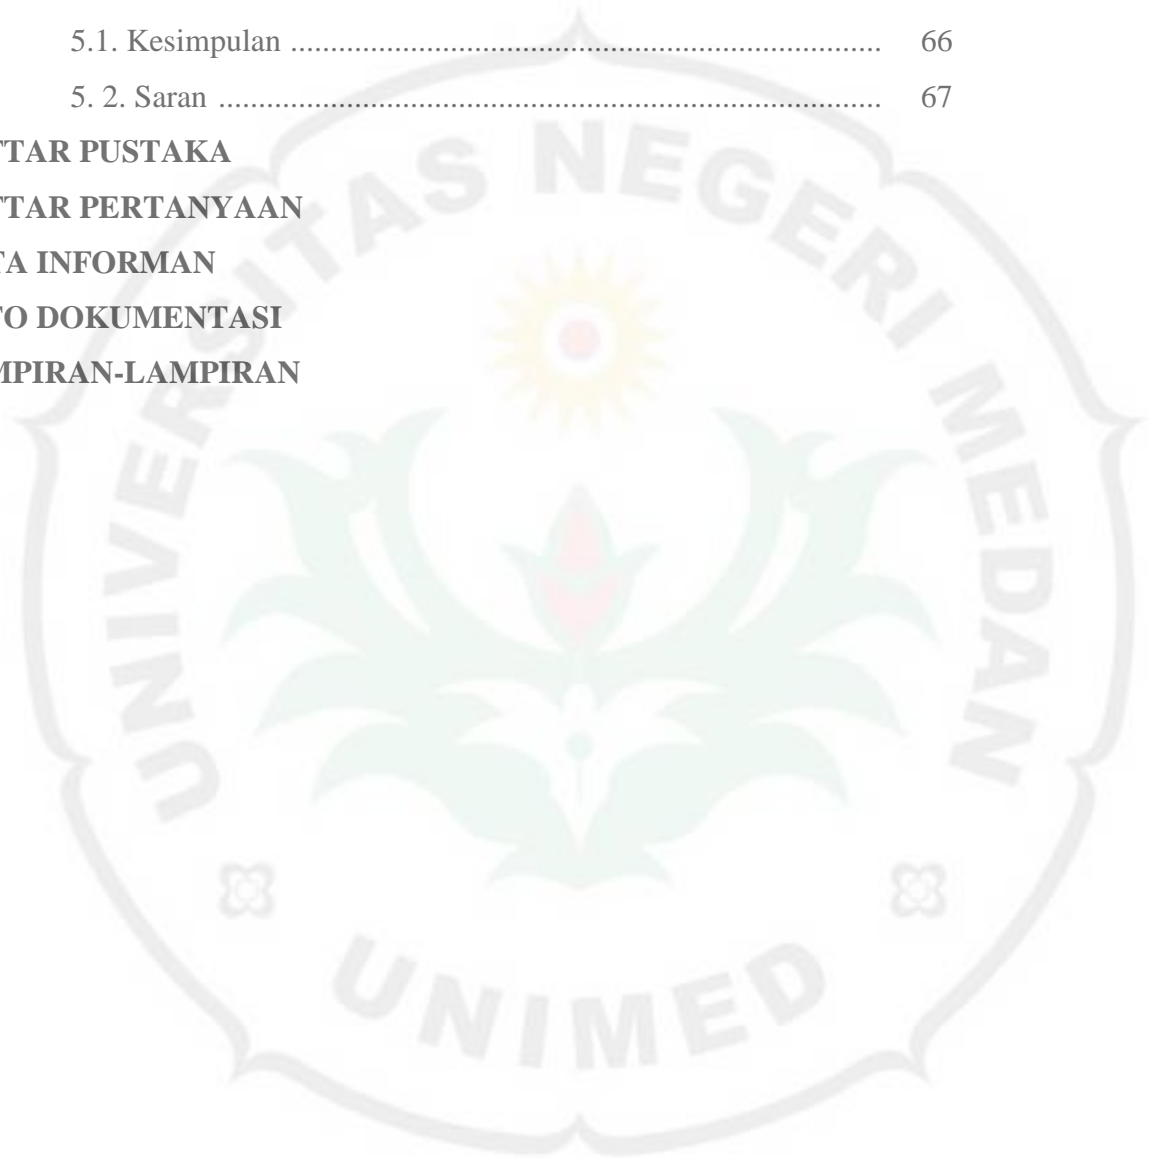 5.1. Kesimpulan .......................................................................... 66
5. 2. Saran ................................................................................... 67
TAR PUSTAKA
TAR PERTANYAAN
TA INFORMAN
TO DOKUMENTASI
MPIRAN-LAMPIRAN
UNIVERSITAS NEGERI MEDAN
UNIMED